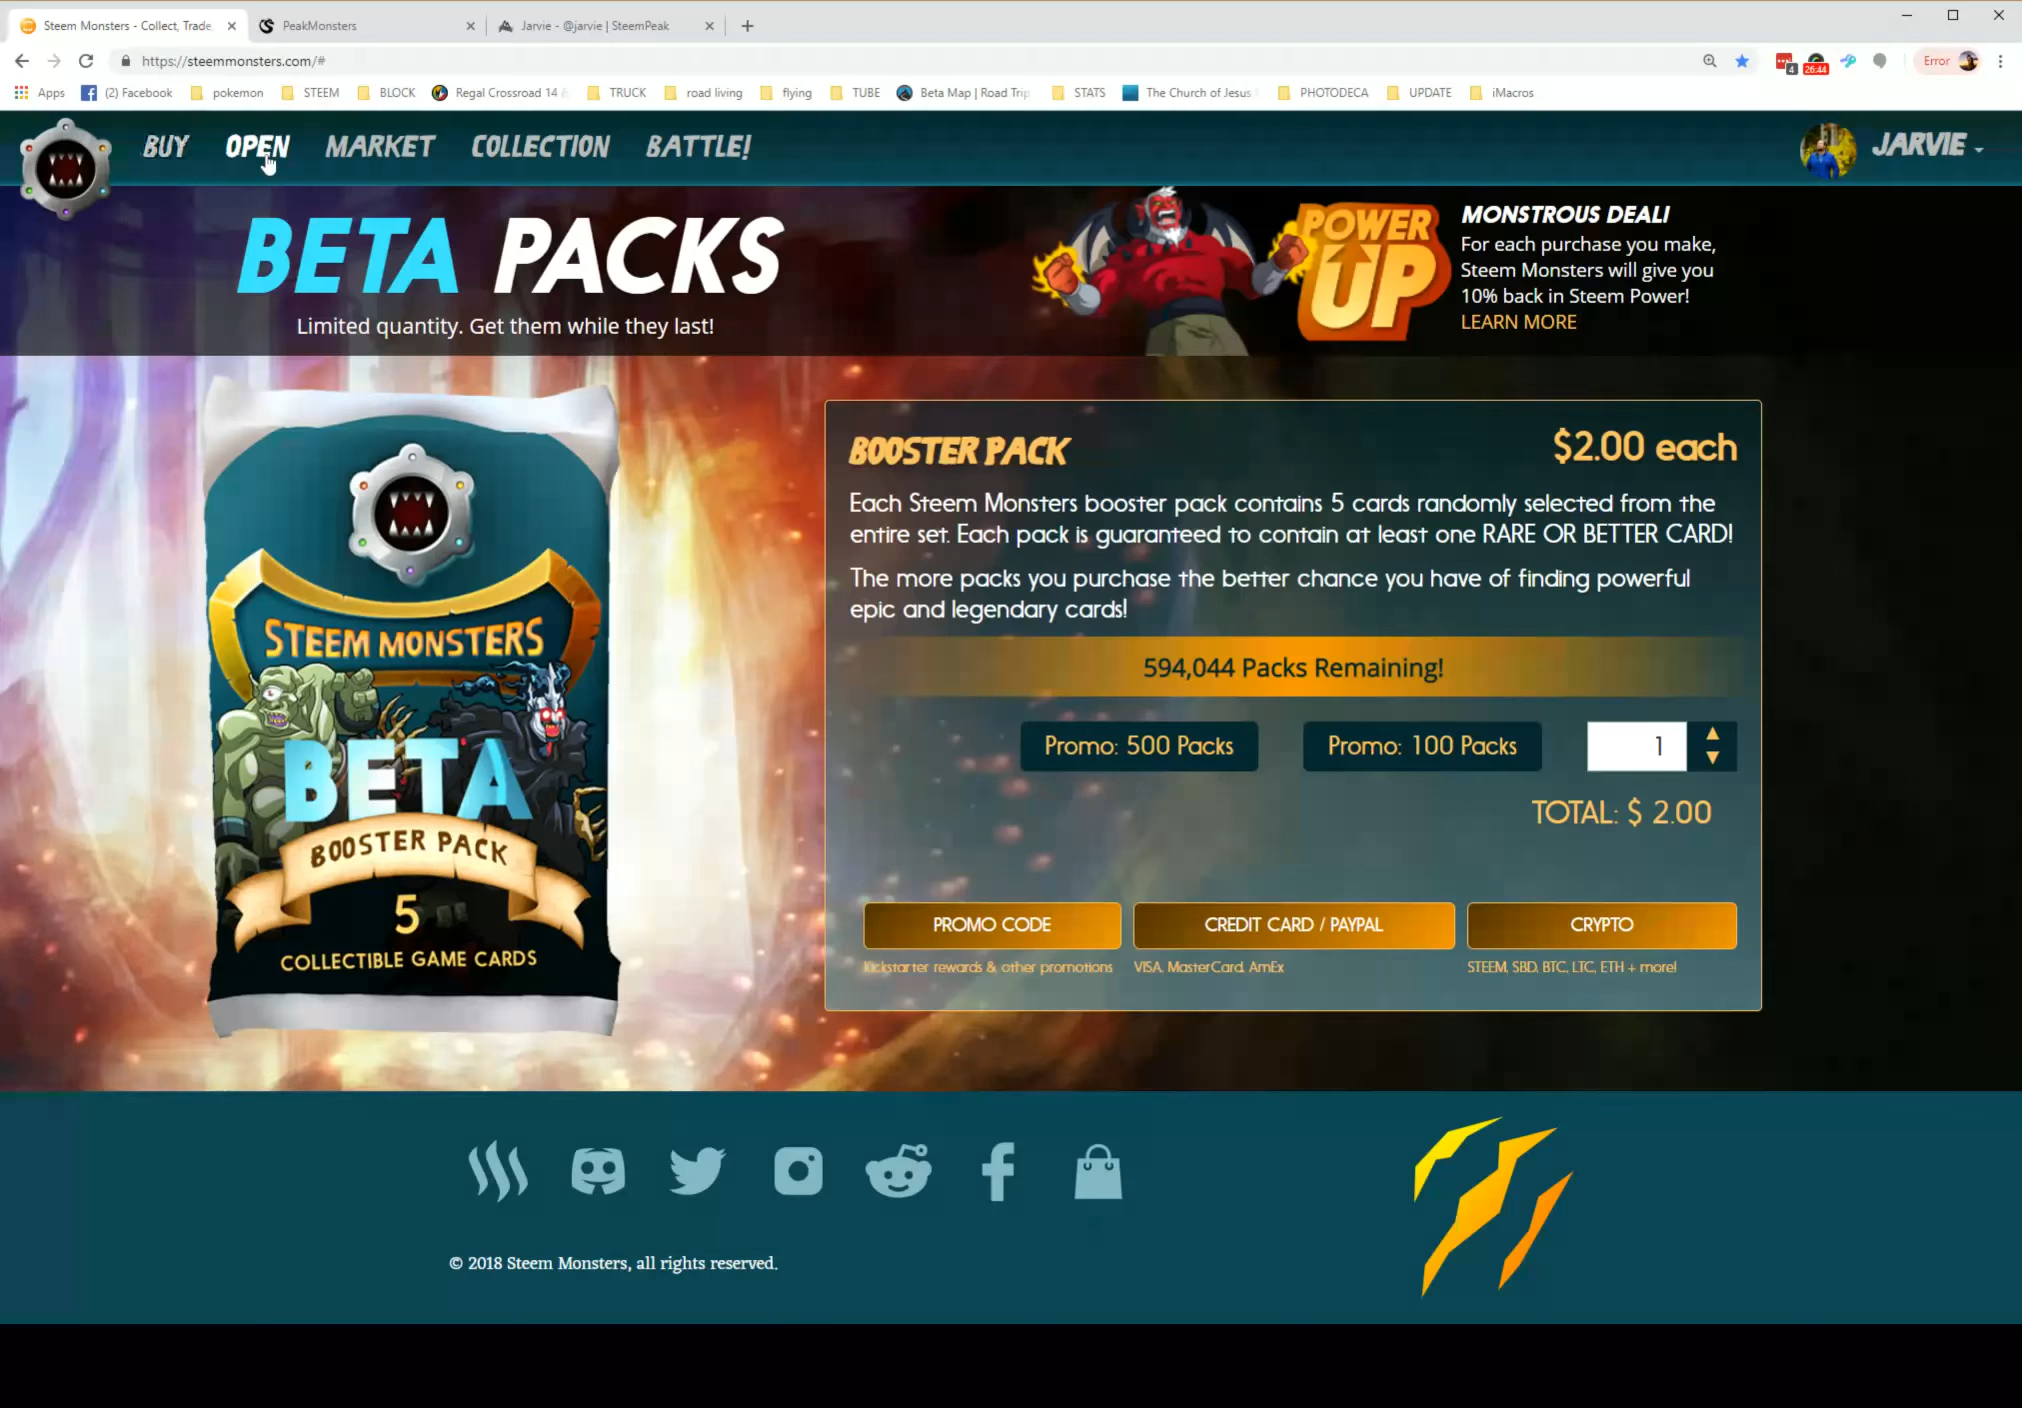 Steem Monsters - Collect, Trade
PeakMonsters
Jarvie - @jarvie | SteemPeak
https://steemmonsters.com/#
4
26:44
Error
Apps
(2) Facebook
pokemon
STEEM
BLOCK
Regal Crossroad 14
TRUCK
road living
flying
TUBE
Beta Map | Road Trip
STATS
The Church of Jesus
PHOTODECA
UPDATE
iMacros
BUY
OPEN
MARKET
COLLECTION
BATTLE!
JARVIE
BETA PACKS
Limited quantity. Get them while they last!
POWER
UP
MONSTROUS DEAL!
For each purchase you make,
Steem Monsters will give you
10% back in Steem Power!
LEARN MORE
STEEM MONSTERS
BETA
BOOSTER PACK
5
COLLECTIBLE GAME CARDS
BOOSTER PACK
$2.00 each
Each Steem Monsters booster pack contains 5 cards randomly selected from the
entire set. Each pack is guaranteed to contain at least one RARE OR BETTER CARD!
The more packs you purchase the better chance you have of finding powerful
epic and legendary cards!
594,044 Packs Remaining!
Promo: 500 Packs
Promo: 100 Packs
1
TOTAL: $ 2.00
PROMO CODE
CREDIT CARD / PAYPAL
CRYPTO
Kickstarter rewards & other promotions
VISA, MasterCard, AmEx
STEEM, SBD, BTC, LTC, ETH + more!
© 2018 Steem Monsters, all rights reserved.